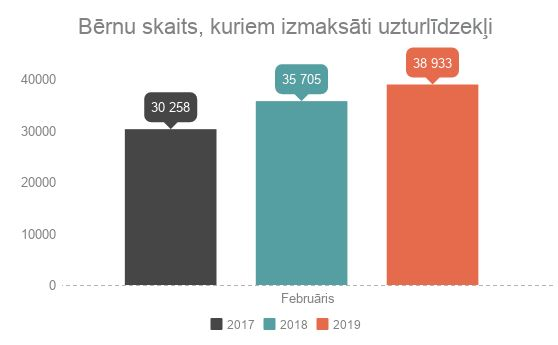 Bērnu skaits, kuriem izmaksāti uzturlīdzekļi
38 933
35 705
30 258
40000
30000
20000
10000
0
Februāris
2017 2018 2019